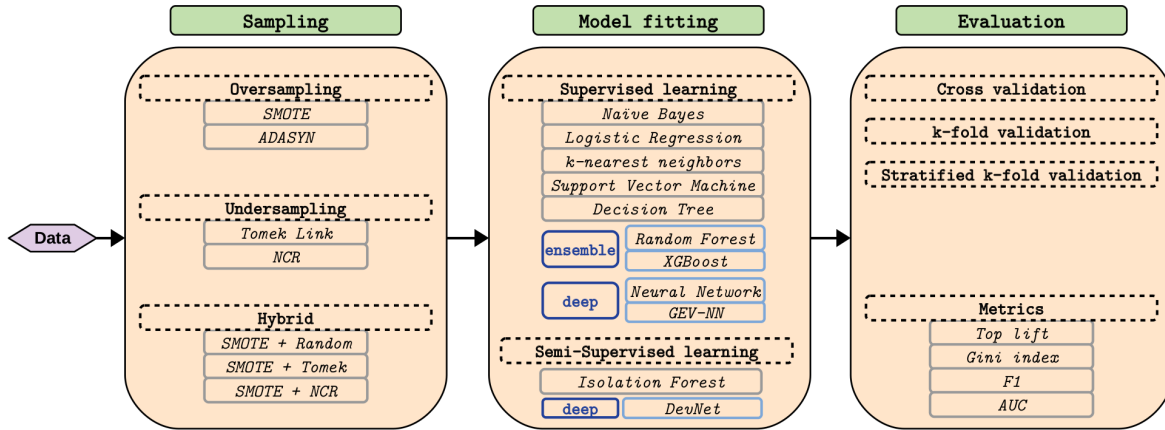 Sampling
Model fitting
Evaluation
Data
Oversampling
SMOTE
ADASYN
Undersampling
Tomek Link
NCR
Hybrid
SMOTE + Random
SMOTE + Tomek
SMOTE + NCR
Supervised learning
Naïve Bayes
Logistic Regression
k-nearest neighbors
Support Vector Machine
Decision Tree
ensemble
Random Forest
XGBoost
deep
Neural Network
GEV-NN
Semi-Supervised learning
Isolation Forest
deep
DevNet
Cross validation
k-fold validation
Stratified k-fold validation
Metrics
Top lift
Gini index
F1
AUC